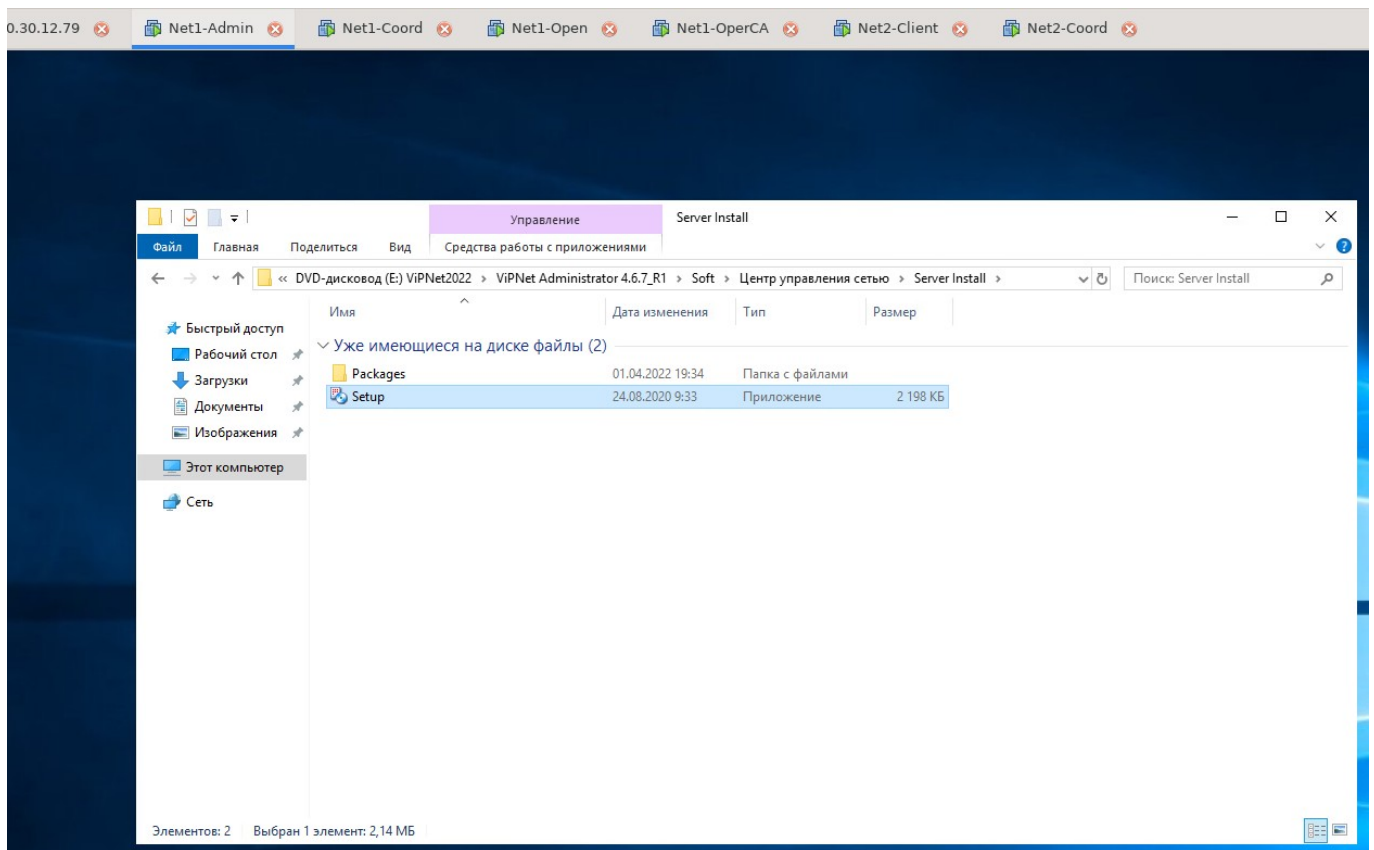 0.30.12.79 Net1-Admin Net1-Coord Net1-Open Net1-OperCA Net2-Client Net2-Coord
Управление Server Install
Файл Главная Поделиться Вид Средства работы с приложениями
« DVD-дисковод (E:) ViPNet2022 > ViPNet Administrator 4.6.7_R1 > Soft > Центр управления сетью > Server Install > Поиск: Server Install
Имя Дата изменения Тип Размер
Быстрый доступ
Уже имеющиеся на диске файлы (2)
Рабочий стол
Packages 01.04.2022 19:34 Папка с файлами
Загрузки
Setup 24.08.2020 9:33 Приложение 2 198 КБ
Документы
Изображения
Этот компьютер
Сеть
Элементов: 2 Выбран 1 элемент: 2,14 МБ